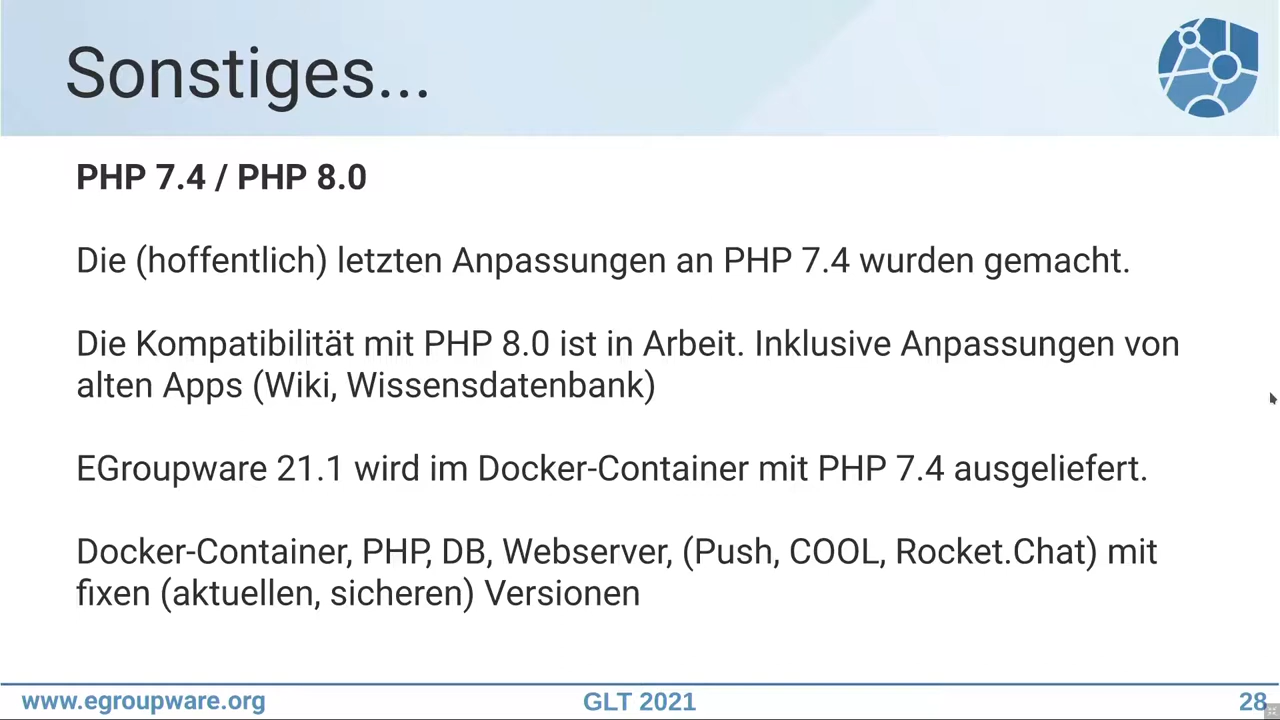 Sonstiges...
PHP 7.4 / PHP 8.0
Die (hoffentlich) letzten Anpassungen an PHP 7.4 wurden gemacht.
Die Kompatibilität mit PHP 8.0 ist in Arbeit. Inklusive Anpassungen von
alten Apps (Wiki, Wissensdatenbank)
EGroupware 21.1 wird im Docker-Container mit PHP 7.4 ausgeliefert.
Docker-Container, PHP, DB, Webserver, (Push, COOL, Rocket.Chat) mit
fixen (aktuellen, sicheren) Versionen
www.egroupware.org GLT 2021 28